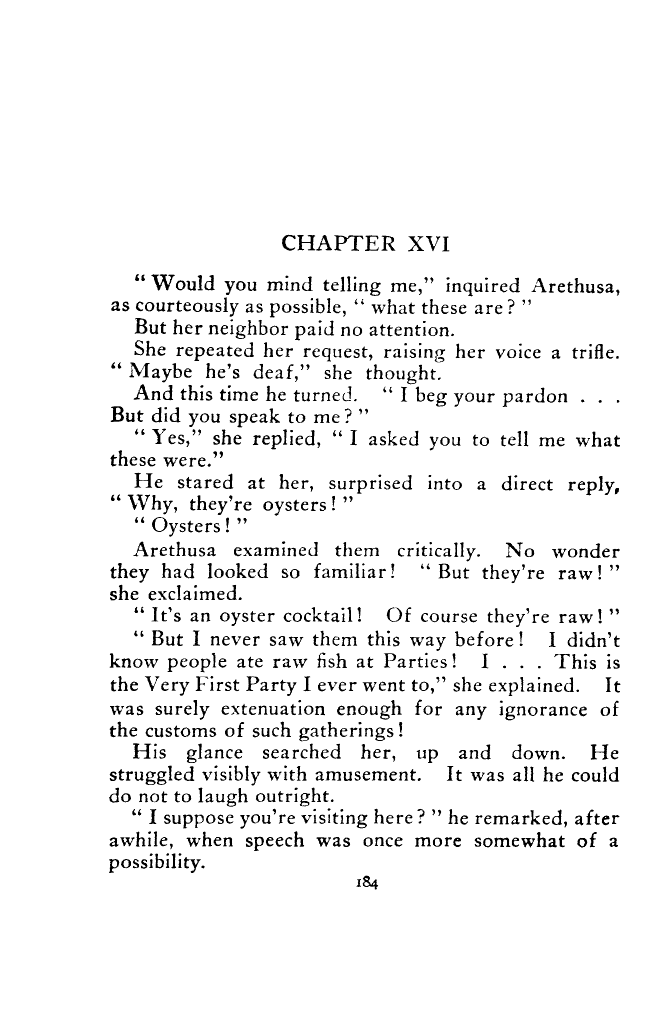 CHAPTER XVI
“ Would you mind telling me,” inquired Arethusa,
as courteously as possible, “ what these are? ”
But her neighbor paid no attention.
She repeated her request, raising her voice a trifle.
“ Maybe he's deaf,” she thought.
And this time he turned. “ I beg your pardon . . .
But did you speak to me? ”
“ Yes,” she replied, “ I asked you to tell me what
these were.”
He stared at her, surprised into a direct reply,
“ Why, they're oysters! ”
“ Oysters! ”
Arethusa examined them critically. No wonder
they had looked so familiar! “ But they're raw! ”
she exclaimed.
“ It's an oyster cocktail! Of course they're raw! ”
“ But I never saw them this way before! I didn't
know people ate raw fish at Parties! I . . . This is
the Very First Party I ever went to,” she explained. It
was surely extenuation enough for any ignorance of
the customs of such gatherings!
His glance searched her, up and down. He
struggled visibly with amusement. It was all he could
do not to laugh outright.
“ I suppose you're visiting here? ” he remarked, after
awhile, when speech was once more somewhat of a
possibility.
184